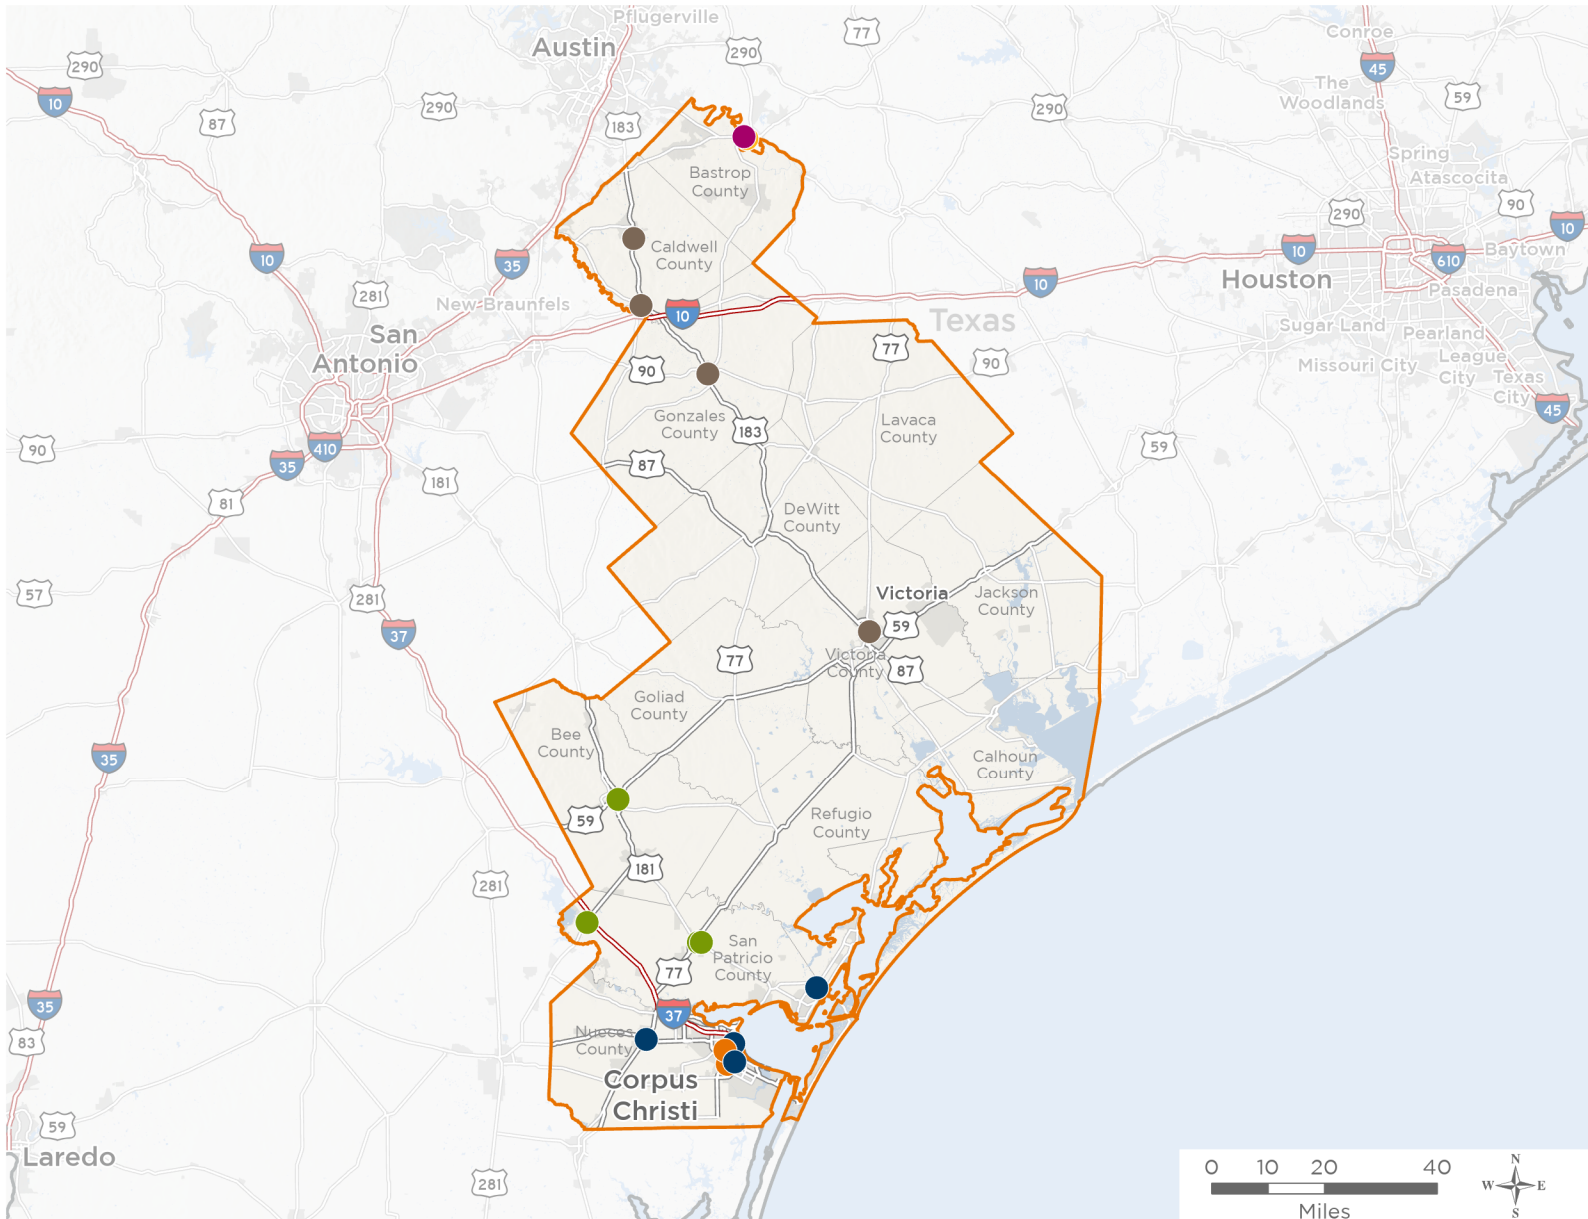 Pflugerville
Austin
77
Conroe
290
290
45
10
The
Woodlands
59
290
290
87
183
Spring
Atascocita
Bastrop
County
90
290
10
Caldwell
County
10
35
10
610
Baytown
281
10
Houston
Pasadena
New Braunfels
10
Texas
Sugar Land
Pearland
San
Antonio
77
90
90
Missouri City
League
City
Texas
City
45
Gonzales
County
183
Lavaca
County
90
410
59
35
87
181
81
DeWitt
County
57
281
Victoria
Jackson
County
37
59
Victoria
County
77
87
Goliad
County
Bee
County
35
Calhoun
County
59
Refugio
County
181
281
San
Patricio
County
77
35
37
83
Nueces
County
Corpus
Christi
59
Laredo
281
0 10 20 40
Miles
N
W E
S